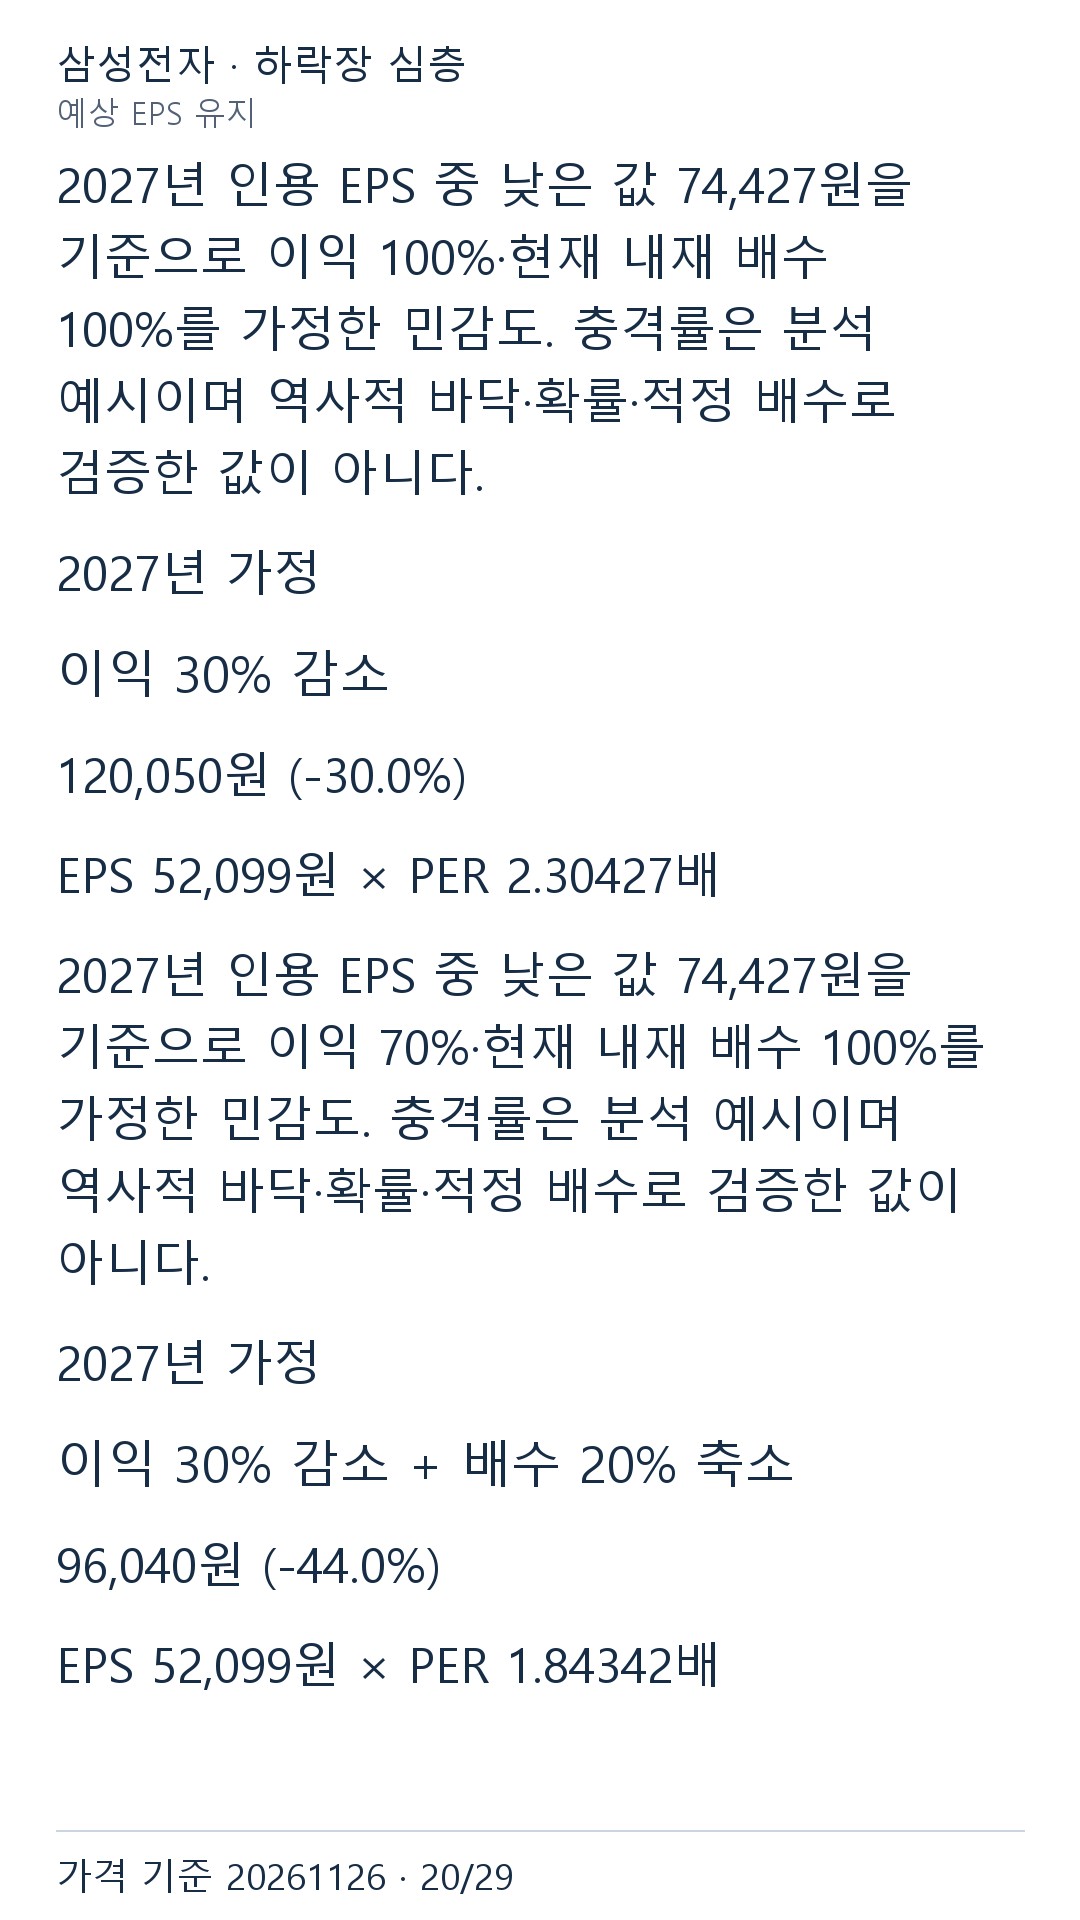 삼성전자 · 하락장 심층
예상 EPS 유지
2027년 인용 EPS 중 낮은 값 74,427원을
기준으로 이익 100%·현재 내재 배수
100%를 가정한 민감도. 충격률은 분석
예시이며 역사적 바닥·확률·적정 배수로
검증한 값이 아니다.
2027년 가정
이익 30% 감소
120,050원 (-30.0%)
EPS 52,099원 × PER 2.30427배
2027년 인용 EPS 중 낮은 값 74,427원을
기준으로 이익 70%·현재 내재 배수 100%를
가정한 민감도. 충격률은 분석 예시이며
역사적 바닥·확률·적정 배수로 검증한 값이
아니다.
2027년 가정
이익 30% 감소 + 배수 20% 축소
96,040원 (-44.0%)
EPS 52,099원 × PER 1.84342배
가격 기준 20261126 · 20/29